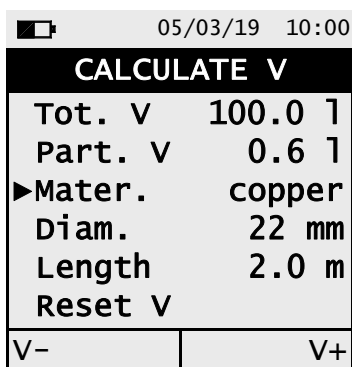 05/03/19 10:00
CALCULATE V
Tot. V 100.0 l
Part. V 0.6 l
►Mater. copper
Diam. 22 mm
Length 2.0 m
Reset V
V- V+